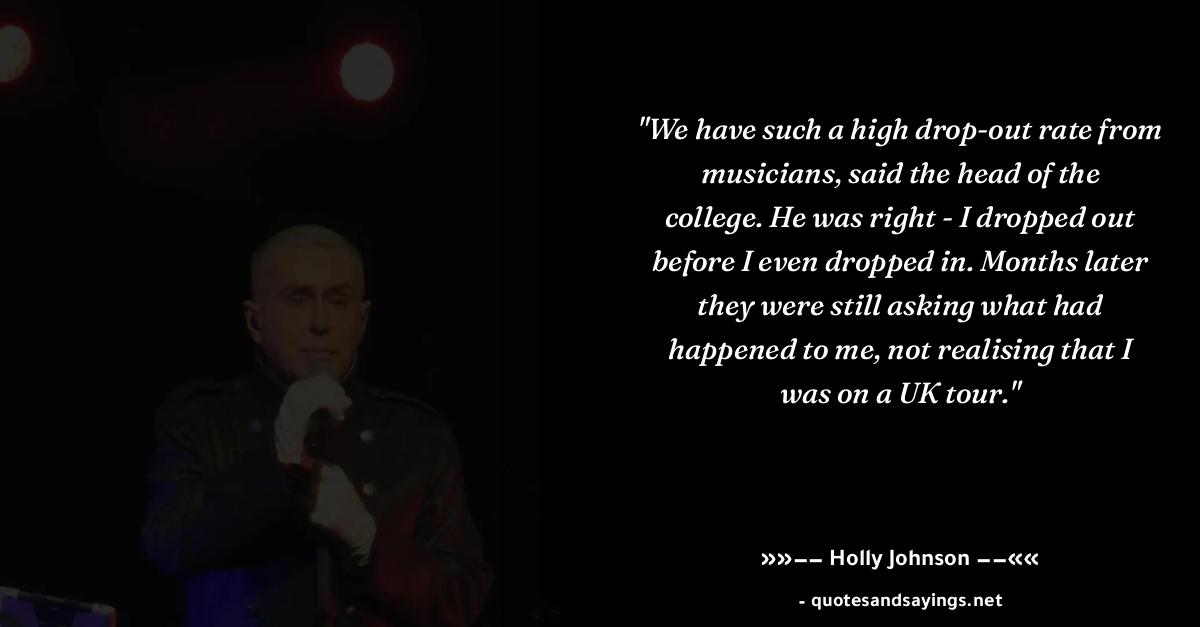 "We have such a high drop-out rate from
musicians, said the head of the
college. He was right - I dropped out
before I even dropped in. Months later
they were still asking what had
happened to me, not realising that I
was on a UK tour."
»»–– Holly Johnson ––««
- quotesandsayings.net